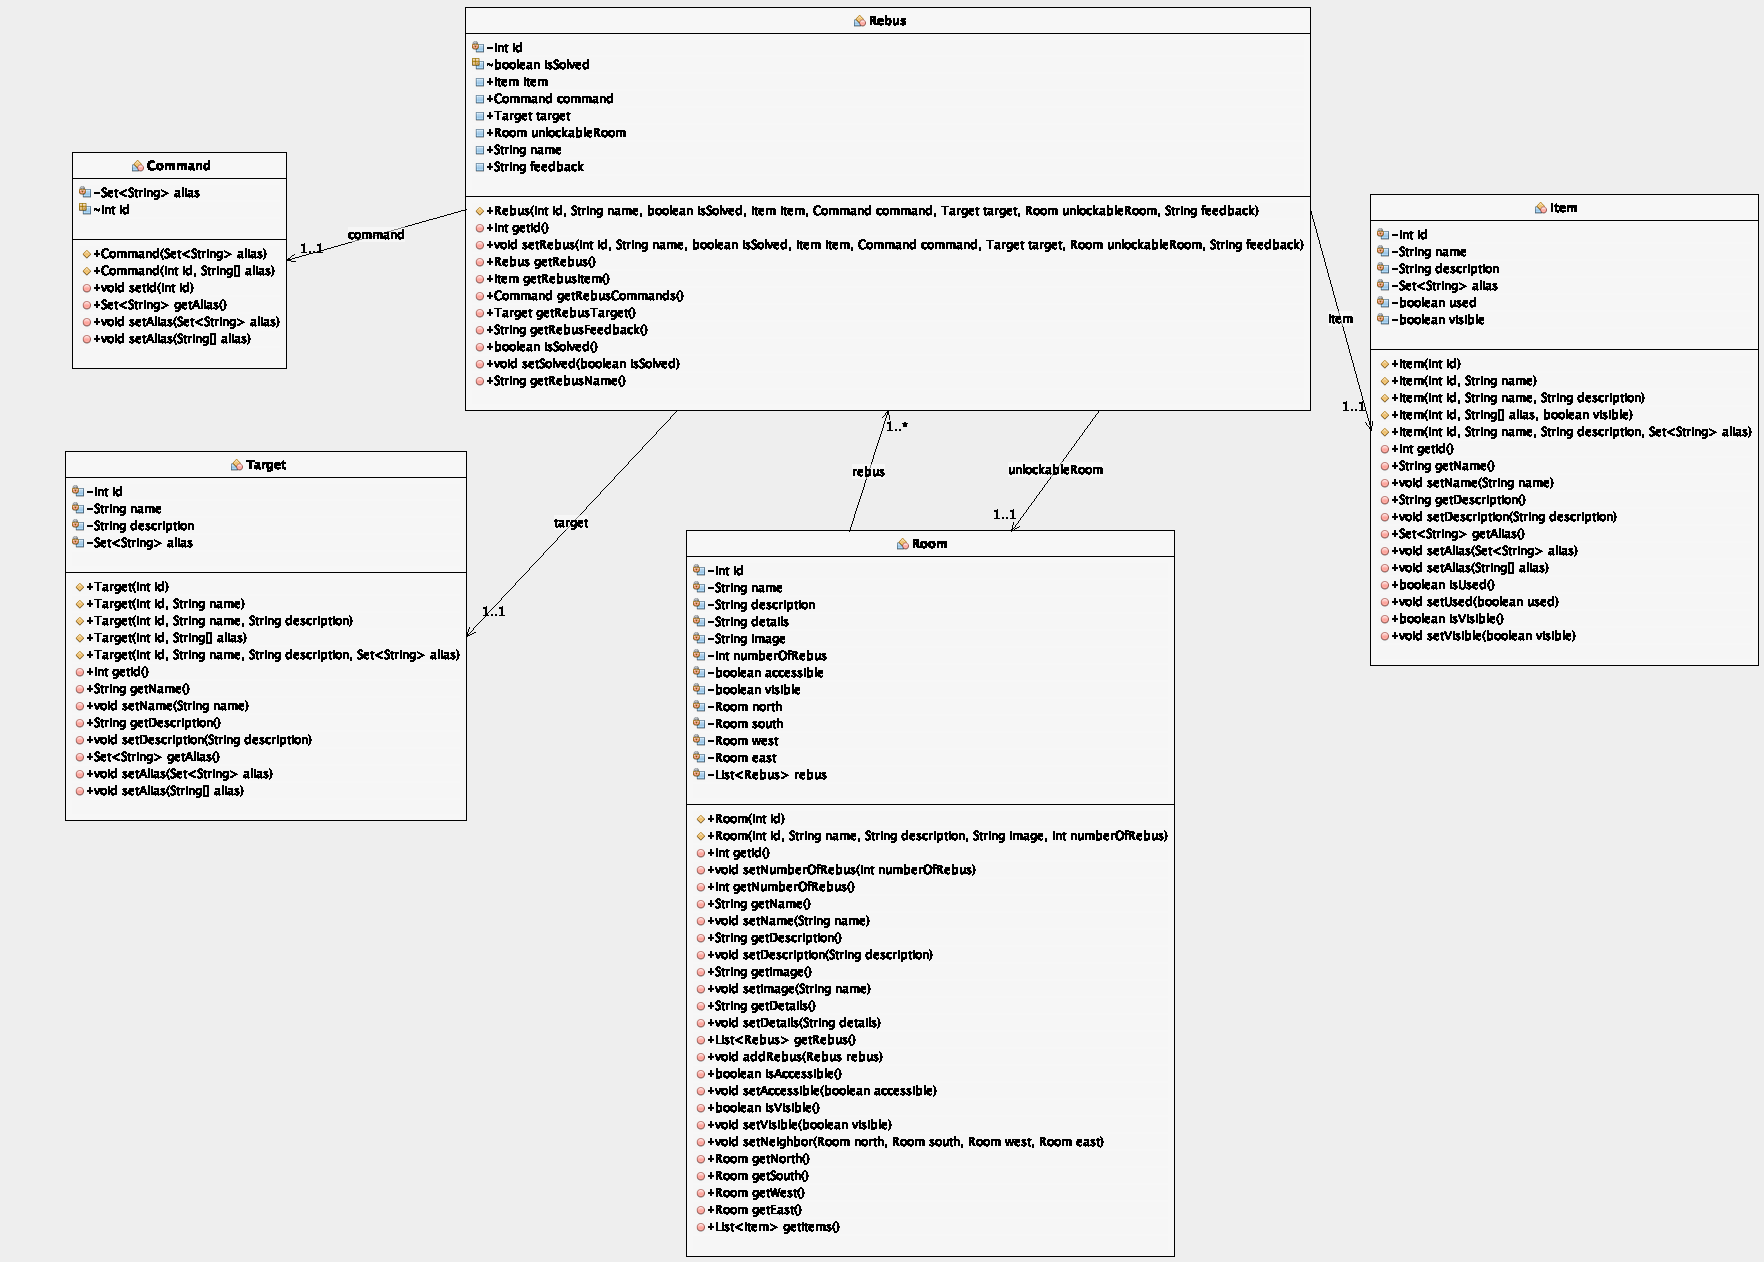 Rebus
-int id
~boolean isSolved
+Item item
+Command command
+Target target
+Room unlockableRoom
+String name
+String feedback
+Rebus(int id, String name, boolean isSolved, Item item, Command command, Target target, Room unlockableRoom, String feedback)
+int getId()
+void setRebus(int id, String name, boolean isSolved, Item item, Command command, Target target, Room unlockableRoom, String feedback)
+Rebus getRebus()
+Item getRebusItem()
+Command getRebusCommands()
+Target getRebusTarget()
+String getRebusFeedback()
+boolean isSolved()
+void setSolved(boolean isSolved)
+String getRebusName()
Command
-Set<String> alias
~int id
+Command(Set<String> alias)
+Command(int id, String[] alias)
+void setId(int id)
+Set<String> getAlias()
+void setAlias(Set<String> alias)
+void setAlias(String[] alias)
command
1..1
Item
-int id
-String name
-String description
-Set<String> alias
-boolean used
-boolean visible
+Item(int id)
+Item(int id, String name)
+Item(int id, String name, String description)
+Item(int id, String[] alias, boolean visible)
+Item(int id, String name, String description, Set<String> alias)
+int getId()
+String getName()
+void setName(String name)
+String getDescription()
+void setDescription(String description)
+Set<String> getAlias()
+void setAlias(Set<String> alias)
+void setAlias(String[] alias)
+boolean isUsed()
+void setUsed(boolean used)
+boolean isVisible()
+void setVisible(boolean visible)
item
1..1
1..*
rebus
unlockableRoom
1..1
target
1..1
Target
-int id
-String name
-String description
-Set<String> alias
+Target(int id)
+Target(int id, String name)
+Target(int id, String name, String description)
+Target(int id, String[] alias)
+Target(int id, String name, String description, Set<String> alias)
+int getId()
+String getName()
+void setName(String name)
+String getDescription()
+void setDescription(String description)
+Set<String> getAlias()
+void setAlias(Set<String> alias)
+void setAlias(String[] alias)
Room
-int id
-String name
-String description
-String details
-String image
-int numberOfRebus
-boolean accessible
-boolean visible
-Room north
-Room south
-Room west
-Room east
-List<Rebus> rebus
+Room(int id)
+Room(int id, String name, String description, String image, int numberOfRebus)
+int getId()
+void setNumberOfRebus(int numberOfRebus)
+int getNumberOfRebus()
+String getName()
+void setName(String name)
+String getDescription()
+void setDescription(String description)
+String getImage()
+void setImage(String name)
+String getDetails()
+void setDetails(String details)
+List<Rebus> getRebus()
+void addRebus(Rebus rebus)
+boolean isAccessible()
+void setAccessible(boolean accessible)
+boolean isVisible()
+void setVisible(boolean visible)
+void setNeighbor(Room north, Room south, Room west, Room east)
+Room getNorth()
+Room getSouth()
+Room getWest()
+Room getEast()
+List<Item> getItems()